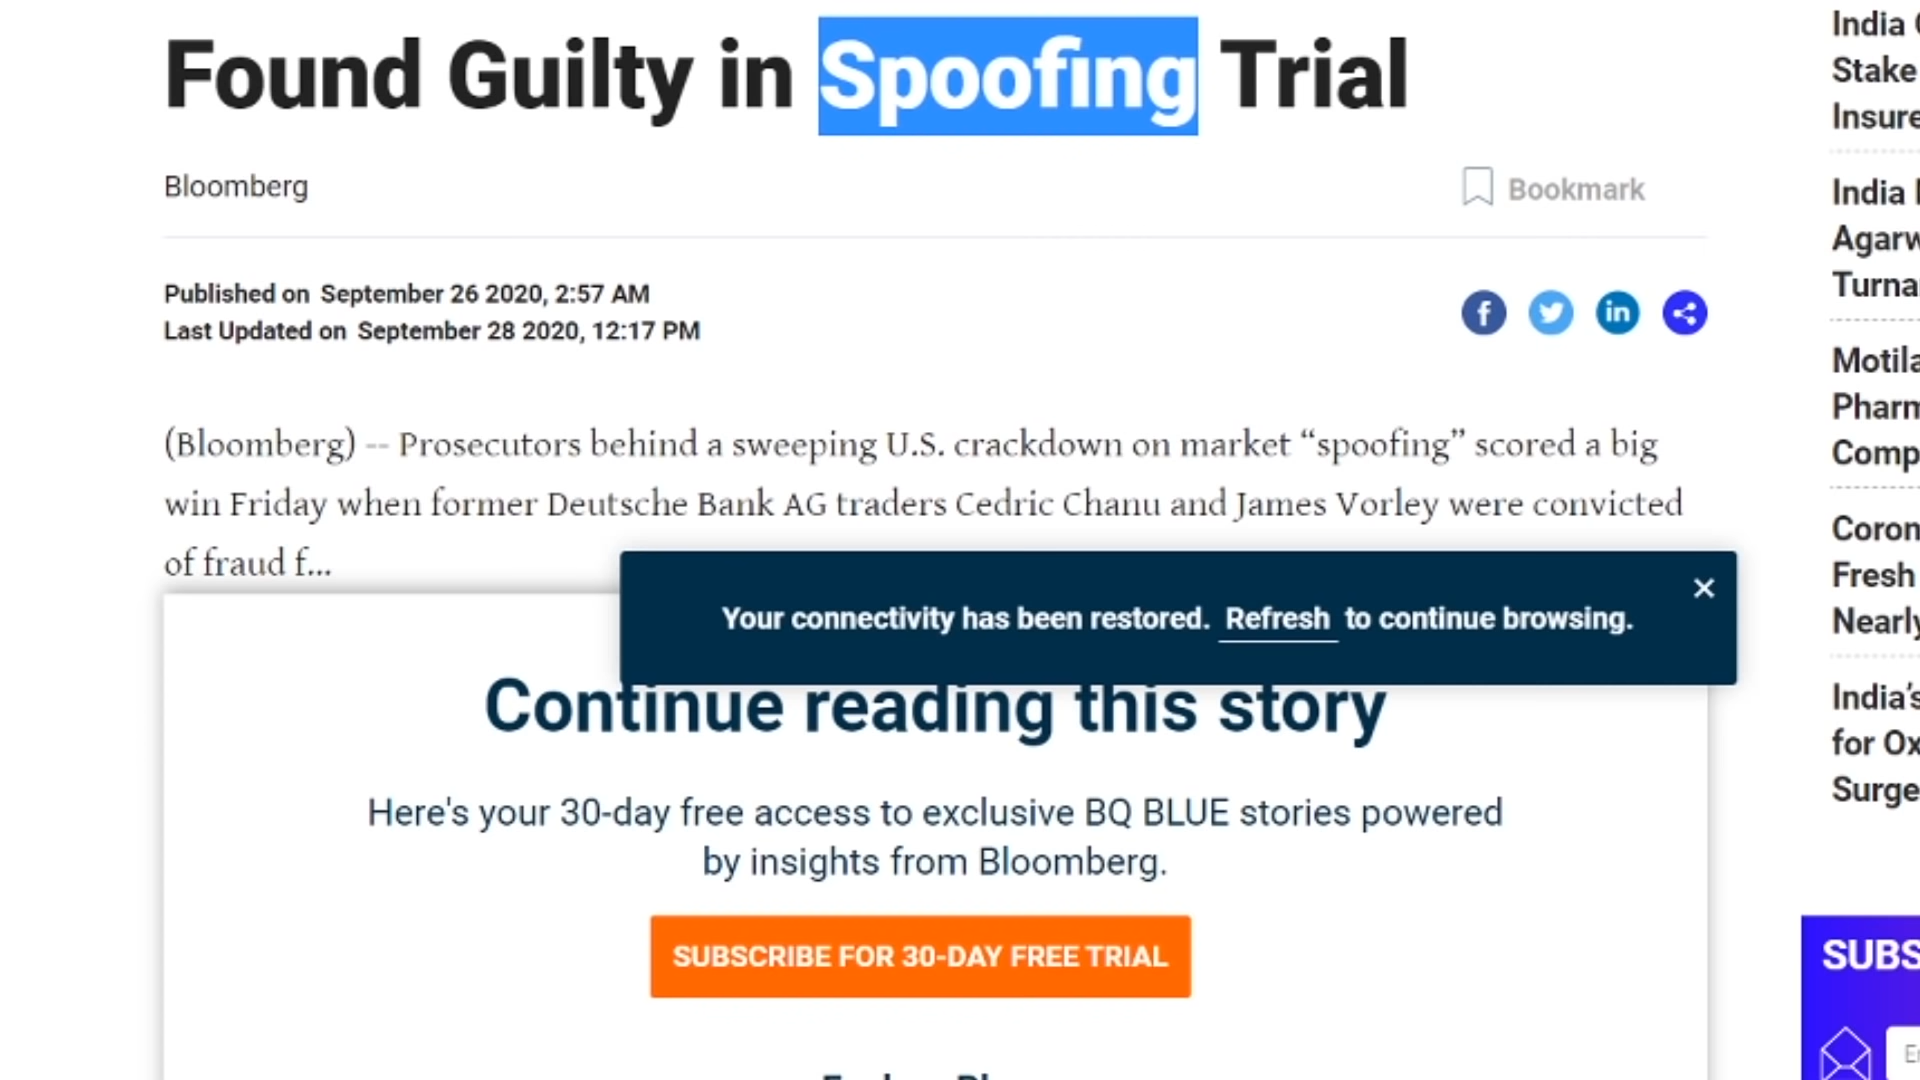 Found Guilty in Spoofing Trial
Bloomberg
Bookmark
Published on September 26 2020, 2:57 AM
Last Updated on September 28 2020, 12:17 PM
(Bloomberg) -- Prosecutors behind a sweeping U.S. crackdown on market “spoofing” scored a big
win Friday when former Deutsche Bank AG traders Cedric Chanu and James Vorley were convicted
of fraud f...
Your connectivity has been restored. Refresh to continue browsing.
Continue reading this story
Here's your 30-day free access to exclusive BQ BLUE stories powered
by insights from Bloomberg.
SUBSCRIBE FOR 30-DAY FREE TRIAL
India
Stake
Insure
India
Agarw
Turna
Motila
Pharm
Comp
Coron
Fresh
Nearly
India's
for Ox
Surge
SUBS